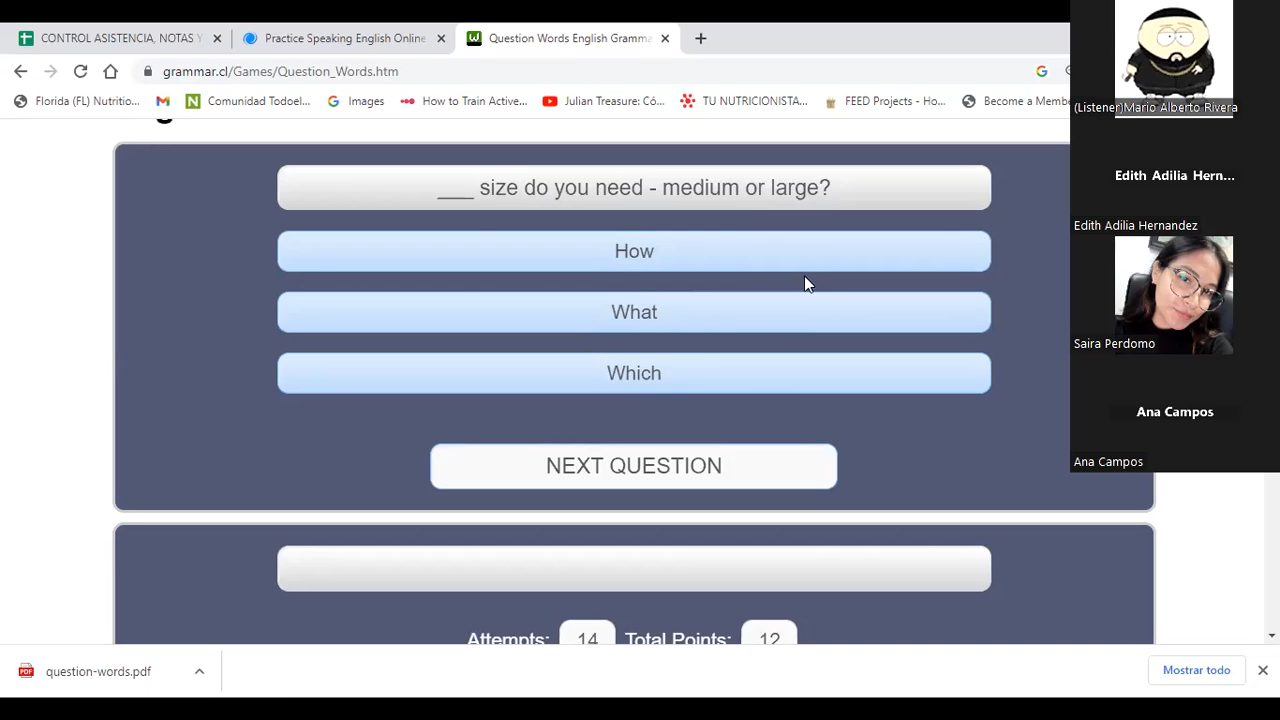 CONTROL ASISTENCIA, NOTAS Y
Practice Speaking English Online
Question Words English Gramma
grammar.cl/Games/Question_Words.htm
Florida (FL) Nutritio...
Comunidad Todoel...
Images
How to Train Active...
Julian Treasure: Có...
TU NUTRICIONISTA...
FEED Projects - Ho...
Become a Membe
(Listener)Mario Alberto Rivera
Edith Adilia Hern...
Edith Adilia Hernandez
Saira Perdomo
Ana Campos
Ana Campos
___ size do you need - medium or large?
How
What
Which
NEXT QUESTION
Attempts: 14 Total Points: 12
question-words.pdf
Mostrar todo